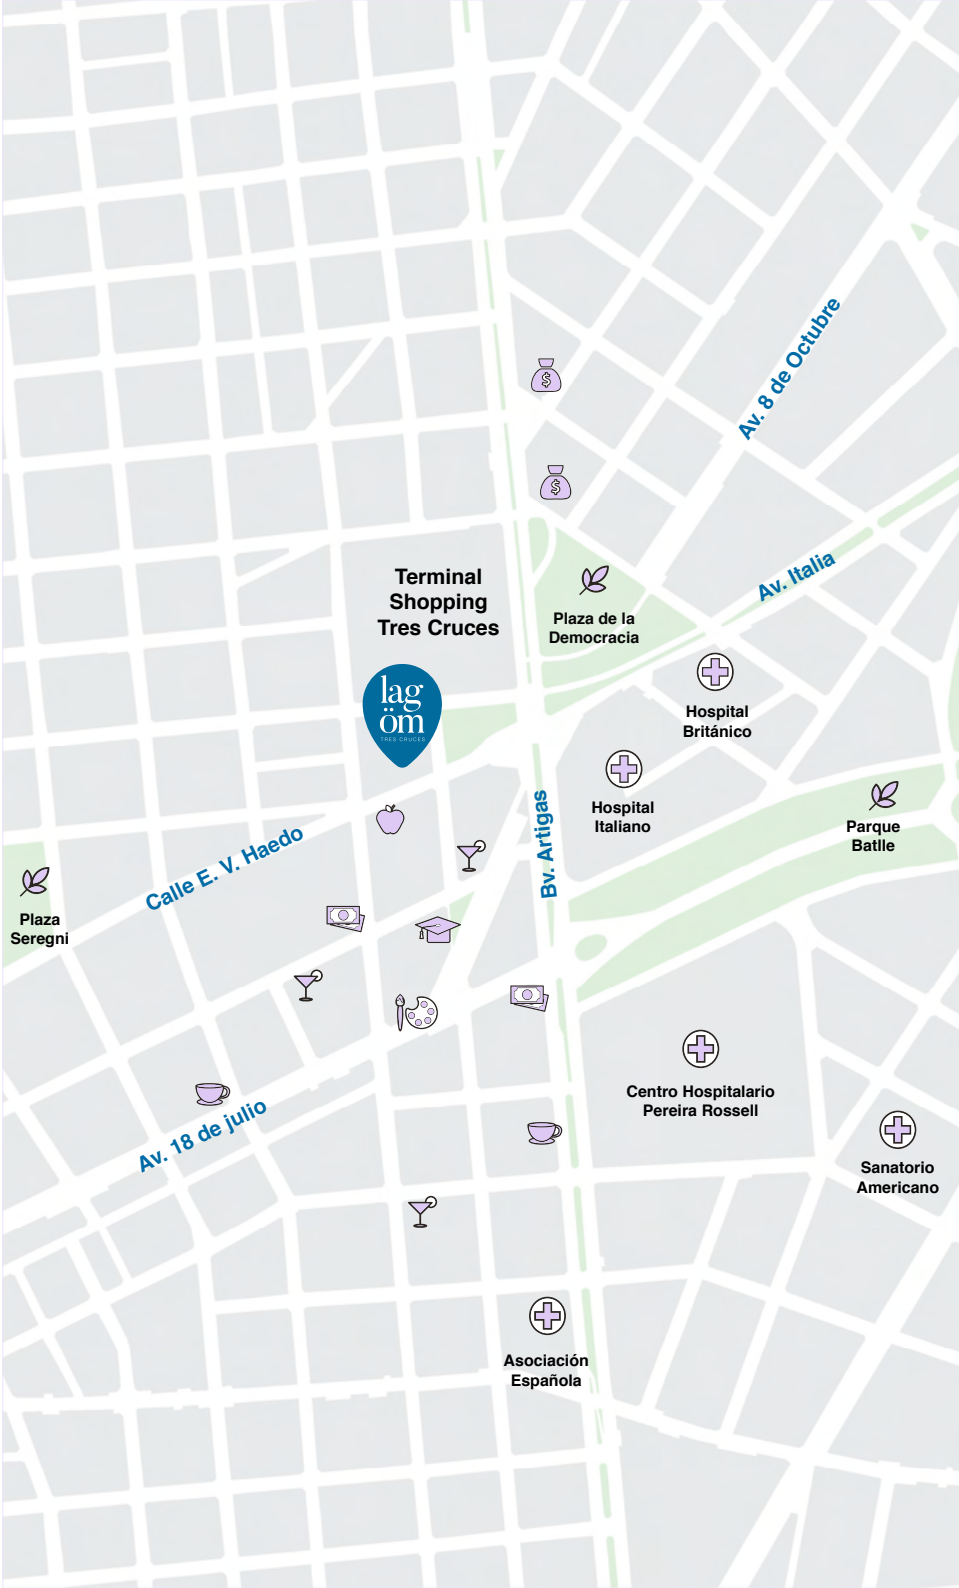 Av. 8 de Octubre
$
$
Terminal
Shopping
Tres Cruces
Av. Italia
Plaza de la
Democracia
lag
öm
TRES CRUCES
Hospital
Británico
Hospital
Italiano
Bv. Artigas
Parque
Batlle
Calle E. V. Haedo
Plaza
Seregni
Centro Hospitalario
Pereira Rossell
Av. 18 de julio
Sanatorio
Americano
Asociación
Española